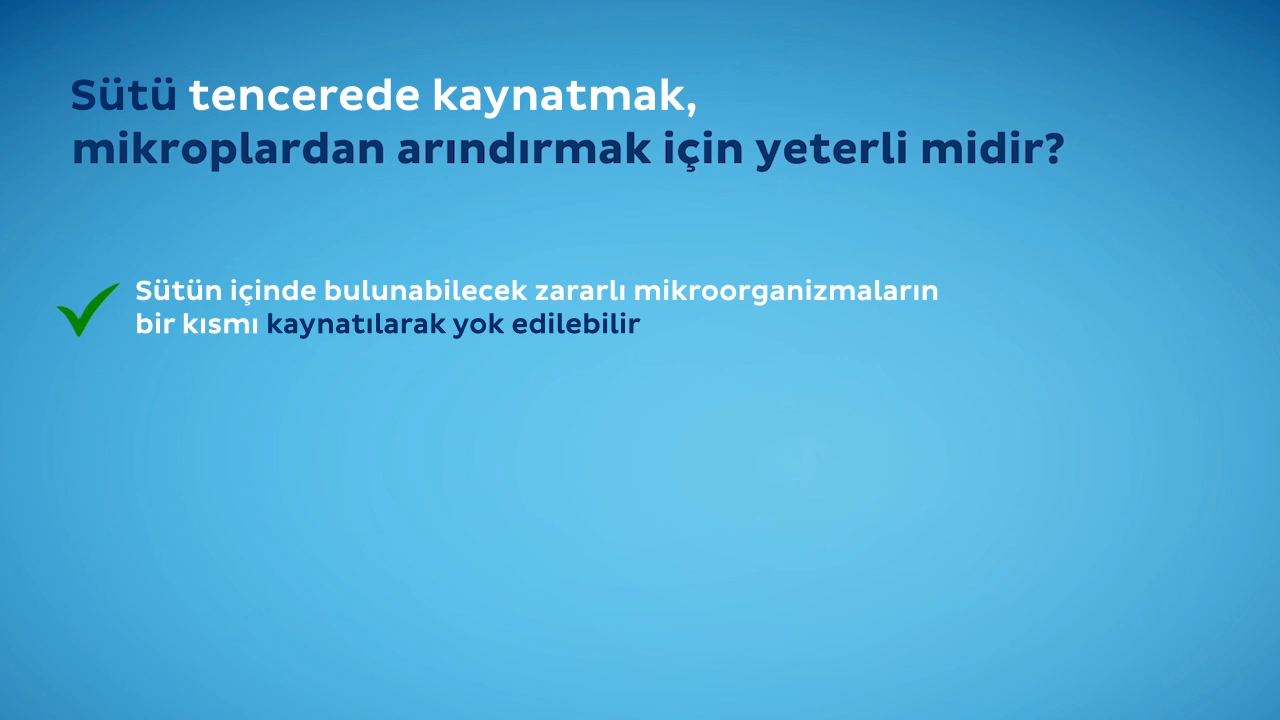 Sütü tencerede kaynatmak,
mikroplardan arındırmak için yeterli midir?
Sütün içinde bulunabilecek zararlı mikroorganizmaların
bir kısmı kaynatılarak yok edilebilir